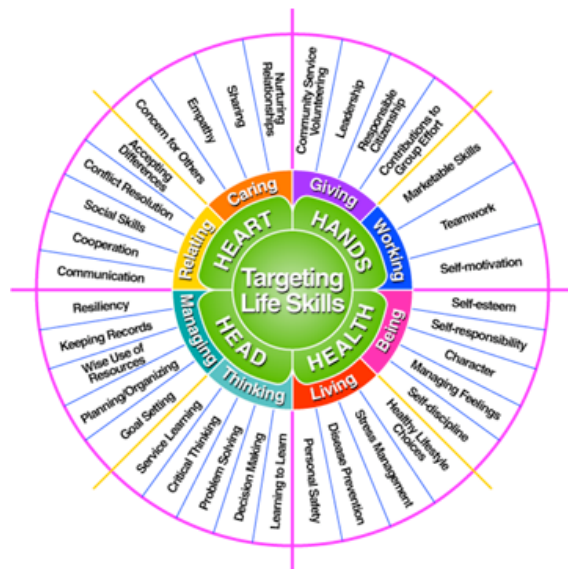 Targeting
Life Skills
HEART
HANDS
HEALTH
HEAD
Caring
Giving
Working
Being
Living
Thinking
Managing
Relating
Nurturing
Relationships
Sharing
Empathy
Concern for Others
Accepting
Differences
Conflict Resolution
Social Skills
Cooperation
Communication
Community Service
Volunteering
Leadership
Responsible
Citizenship
Contributions to
Group Effort
Marketable Skills
Teamwork
Self-motivation
Self-esteem
Self-responsibility
Character
Managing Feelings
Self-discipline
Healthy Lifestyle
Choices
Stress Management
Disease Prevention
Personal Safety
Learning to Learn
Decision Making
Problem Solving
Critical Thinking
Service Learning
Goal Setting
Planning/Organizing
Wise Use of
Resources
Keeping Records
Resiliency